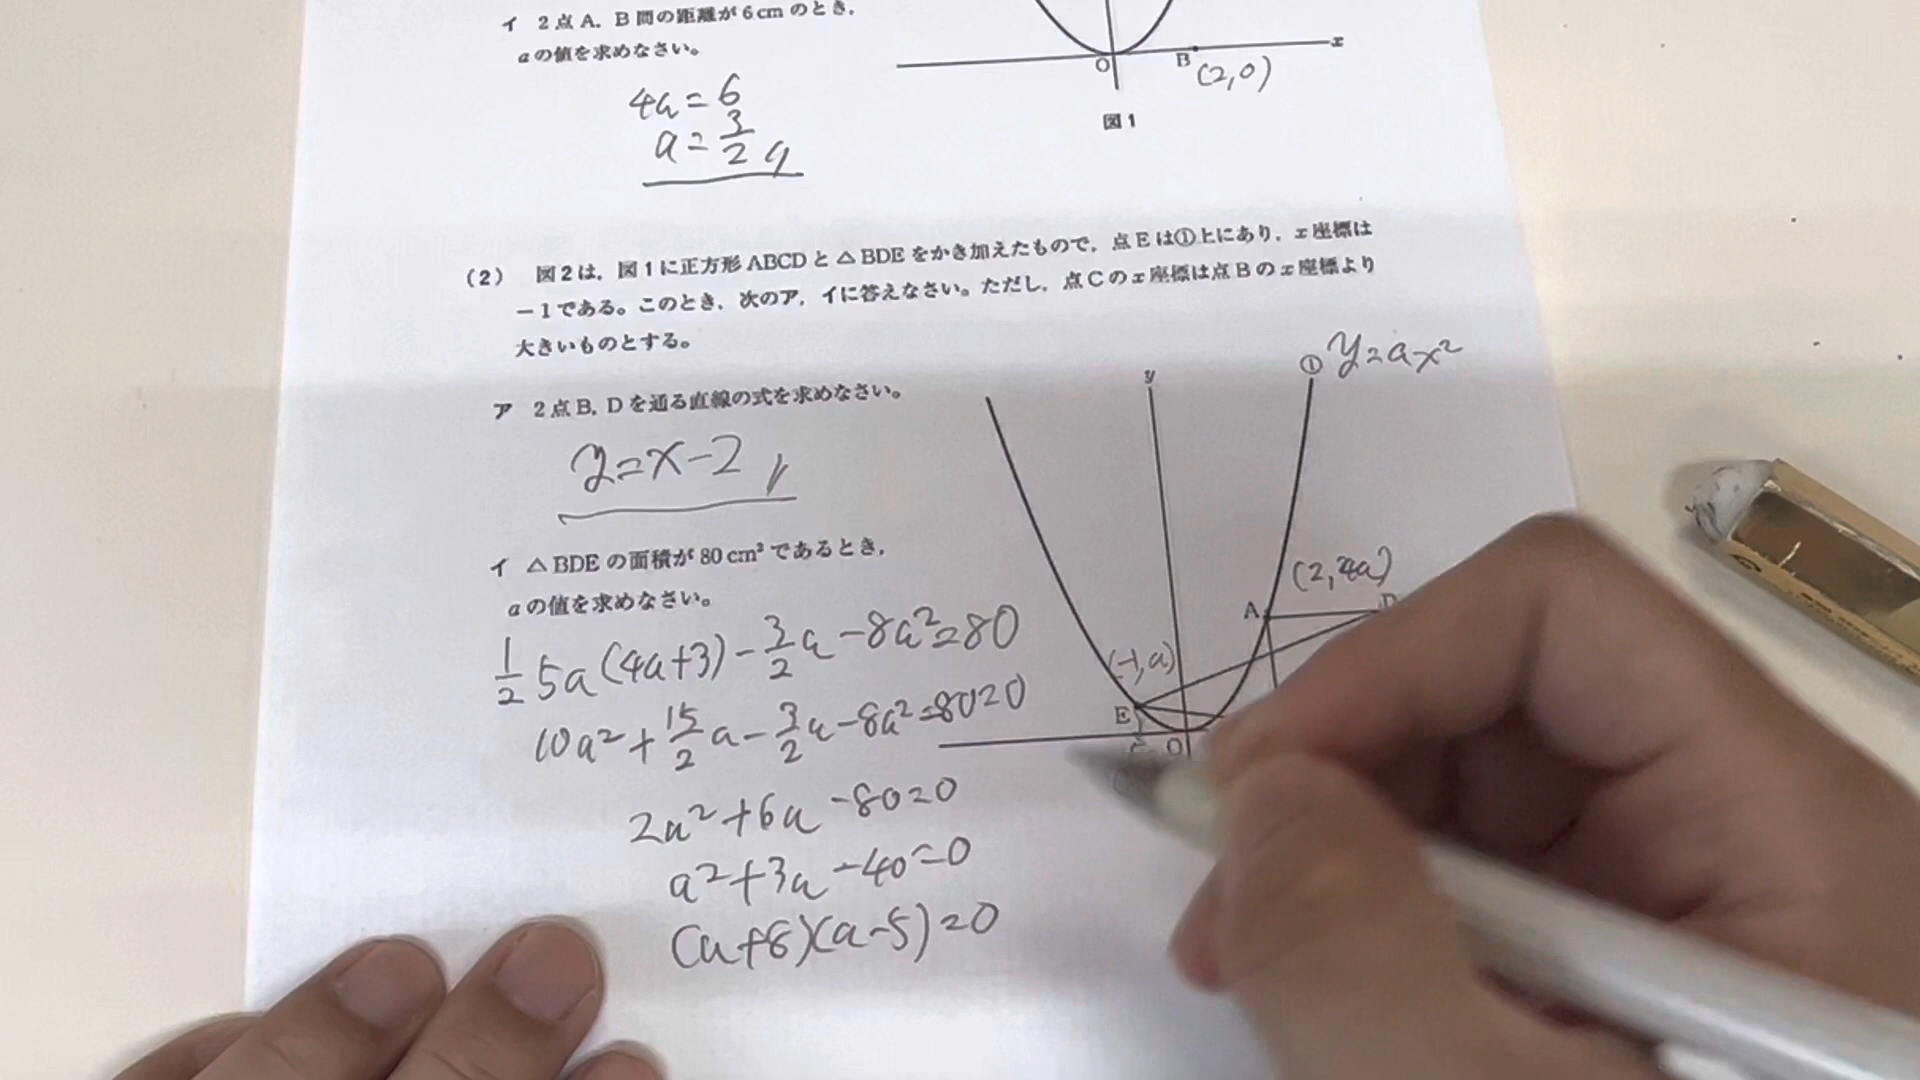 イ 2点A, B間の距離が6cmのとき,
aの値を求めなさい。
4a=6
a=3/2
O
B
x
(2,0)
図1
(2) 図2は, 図1に正方形ABCDと△BDEをかき加えたもので, 点Eは①上にあり, x座標は
-1である。このとき, 次のア, イに答えなさい。ただし, 点Cのx座標は点Bのx座標より
大きいものとする。
ア 2点B, Dを通る直線の式を求めなさい。
y=x-2
イ △BDEの面積が80cm²であるとき,
aの値を求めなさい。
1/2 5a(4a+3)-3/2a-8a²=80
10a²+15/2a-3/2a-8a²-80=0
2a²+6a-80=0
a²+3a-40=0
(a+8)(a-5)=0
y
① y=ax²
(2,4a)
A
D
(-1,a)
E
O